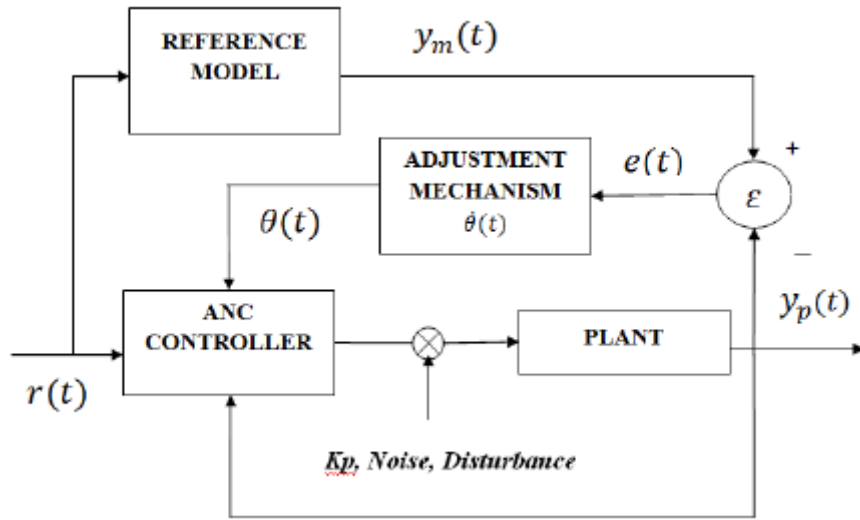 REFERENCE
MODEL
y_m(t)
ADJUSTMENT
MECHANISM
θ̇(t)
e(t)
+
ε
θ(t)
−
y_p(t)
ANC
CONTROLLER
PLANT
r(t)
Kp, Noise, Disturbance